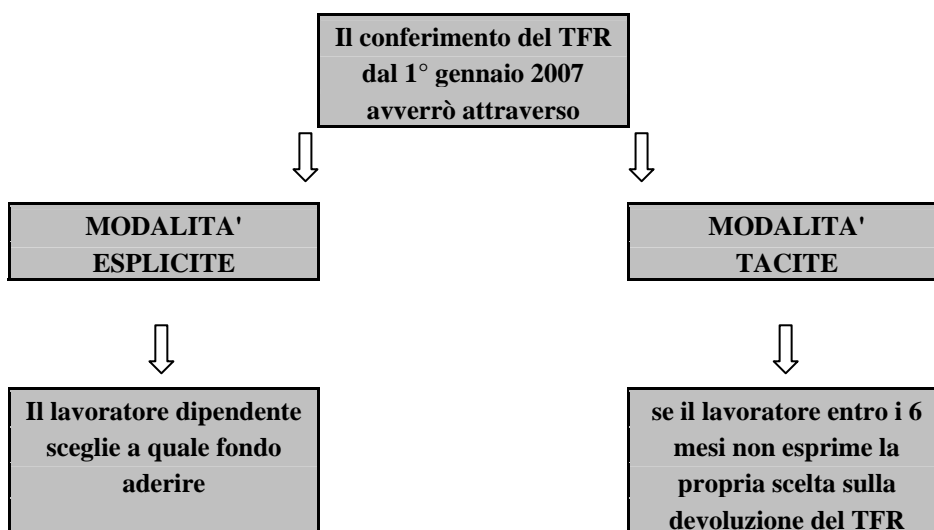 Il conferimento del TFR
dal 1° gennaio 2007
avverrò attraverso
MODALITA'
ESPLICITE
MODALITA'
TACITE
Il lavoratore dipendente
sceglie a quale fondo
aderire
se il lavoratore entro i 6
mesi non esprime la
propria scelta sulla
devoluzione del TFR